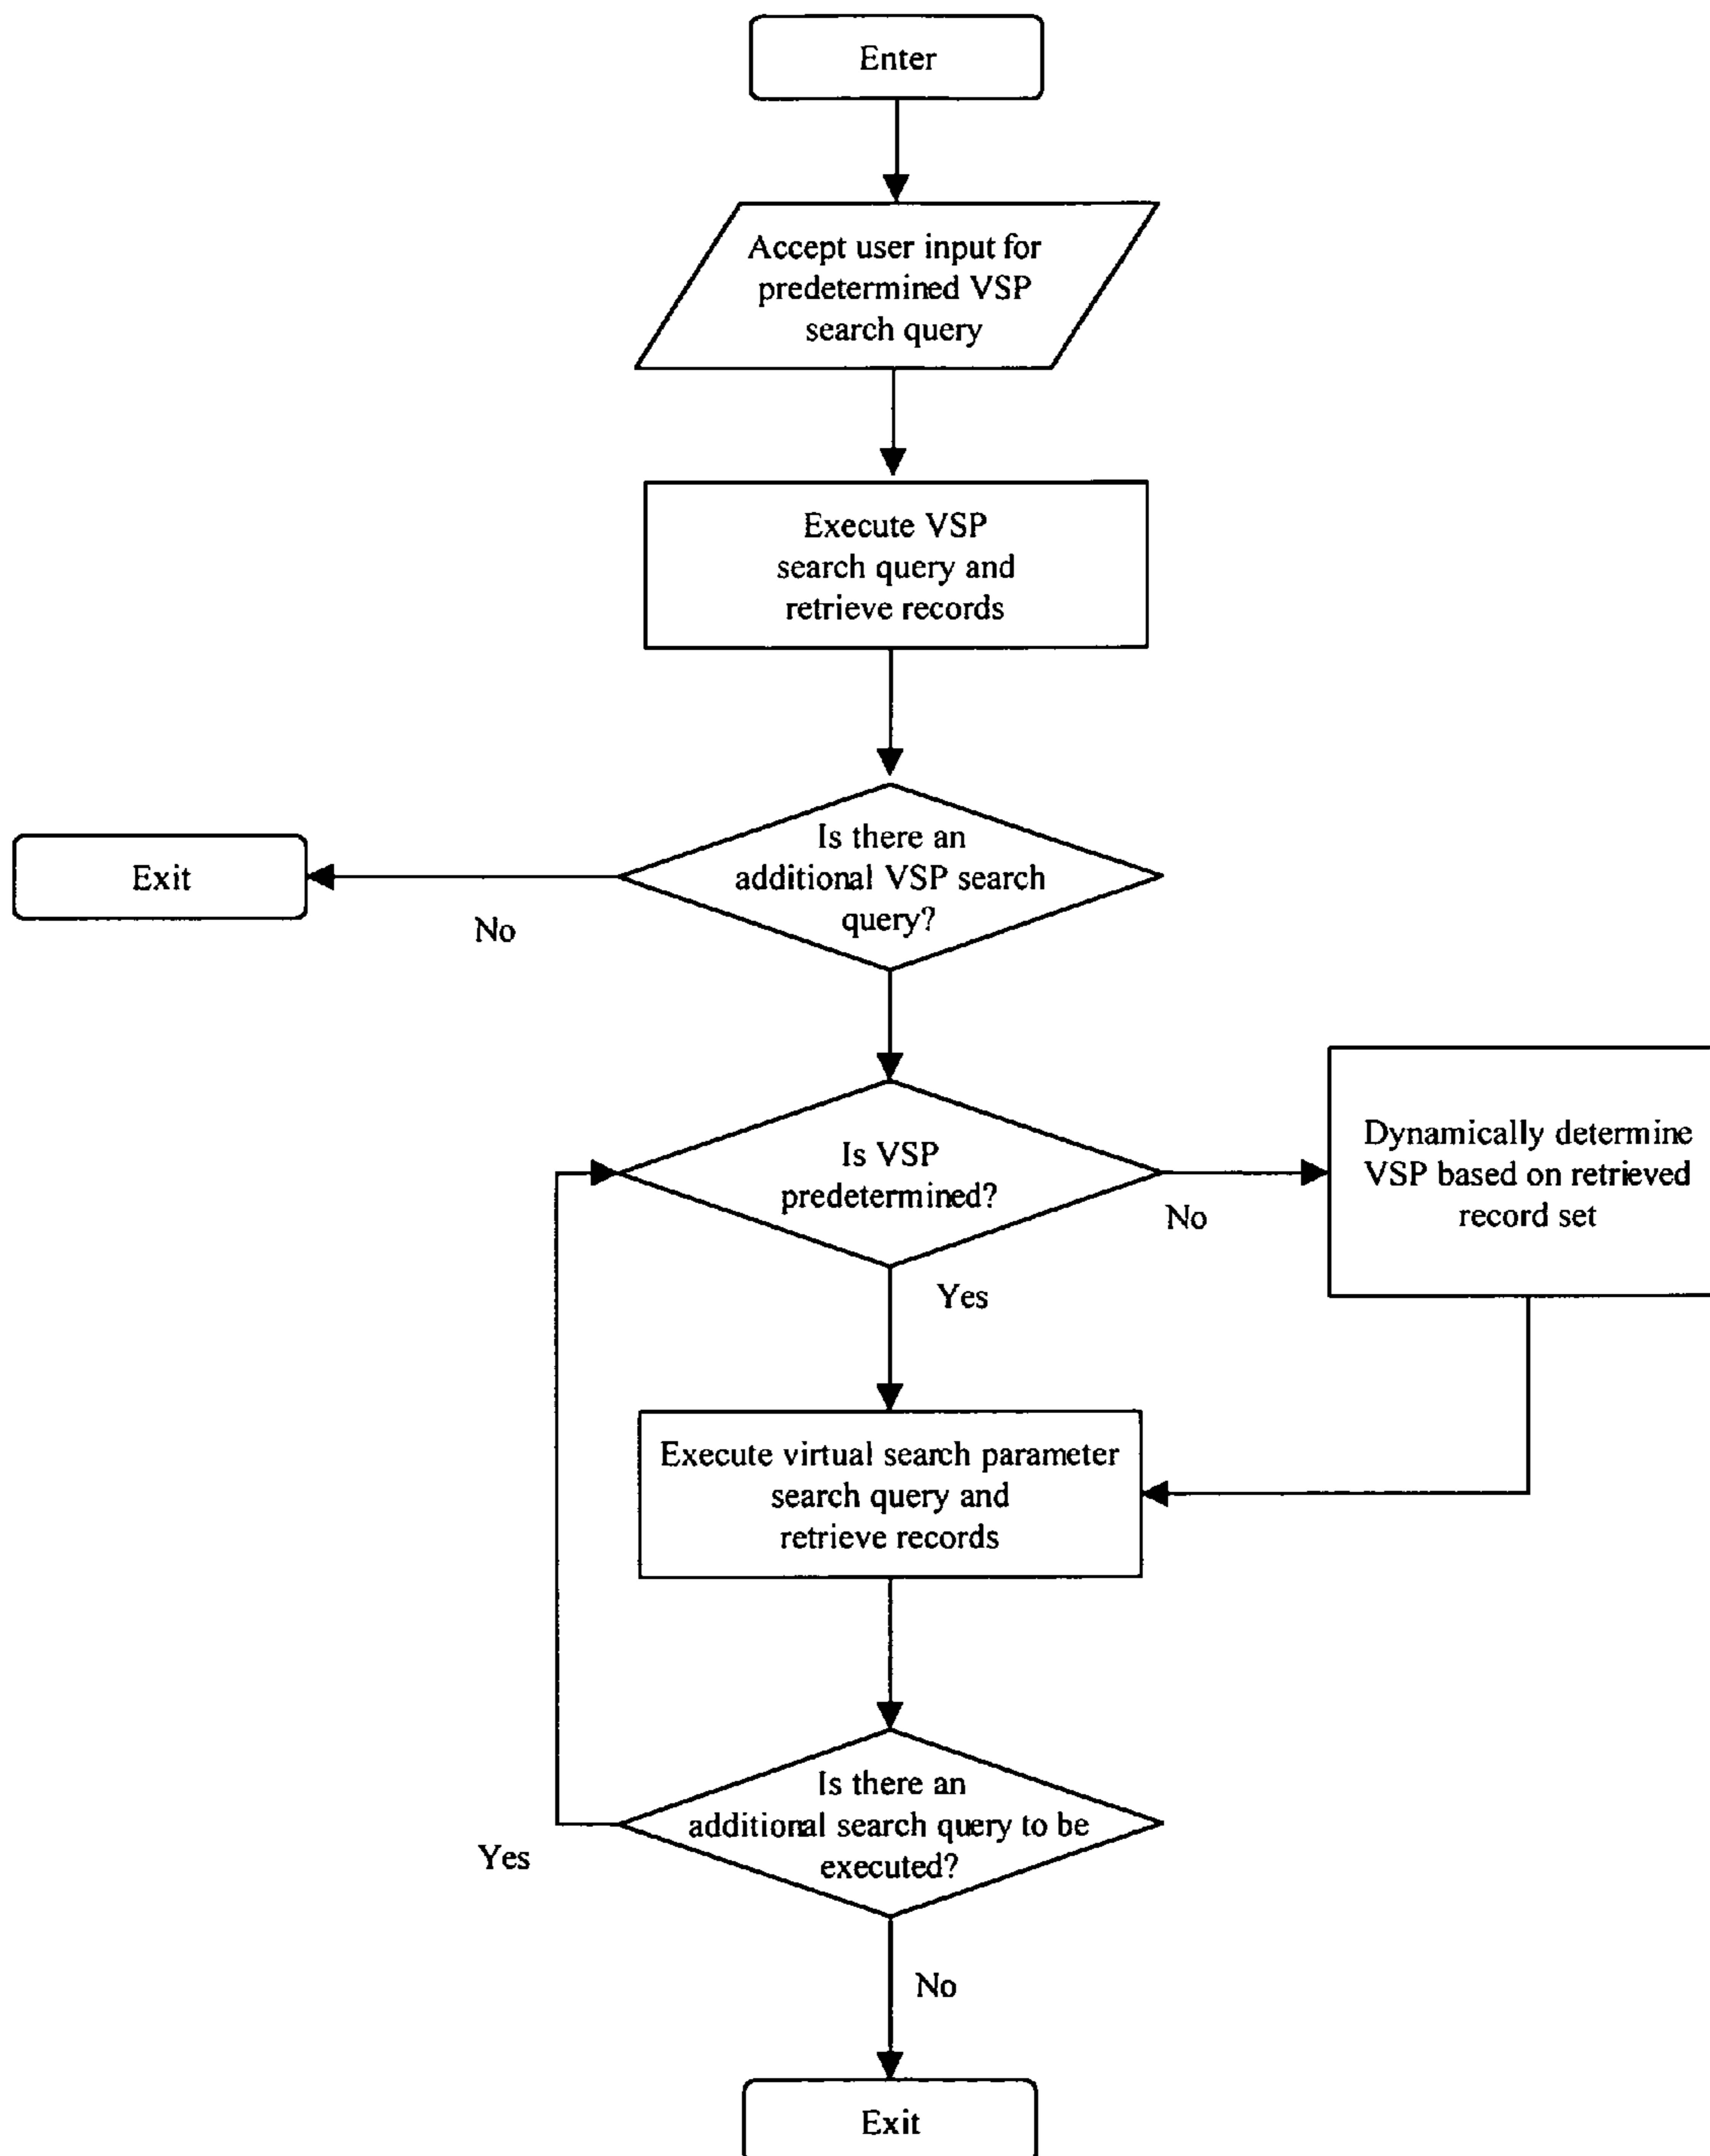 Enter
Accept user input for
predetermined VSP
search query
Execute VSP
search query and
retrieve records
Is there an
additional VSP search
query?
Exit
No
Is VSP
predetermined?
No
Dynamically determine
VSP based on retrieved
record set
Yes
Execute virtual search parameter
search query and
retrieve records
Is there an
additional search query to be
executed?
Yes
No
Exit